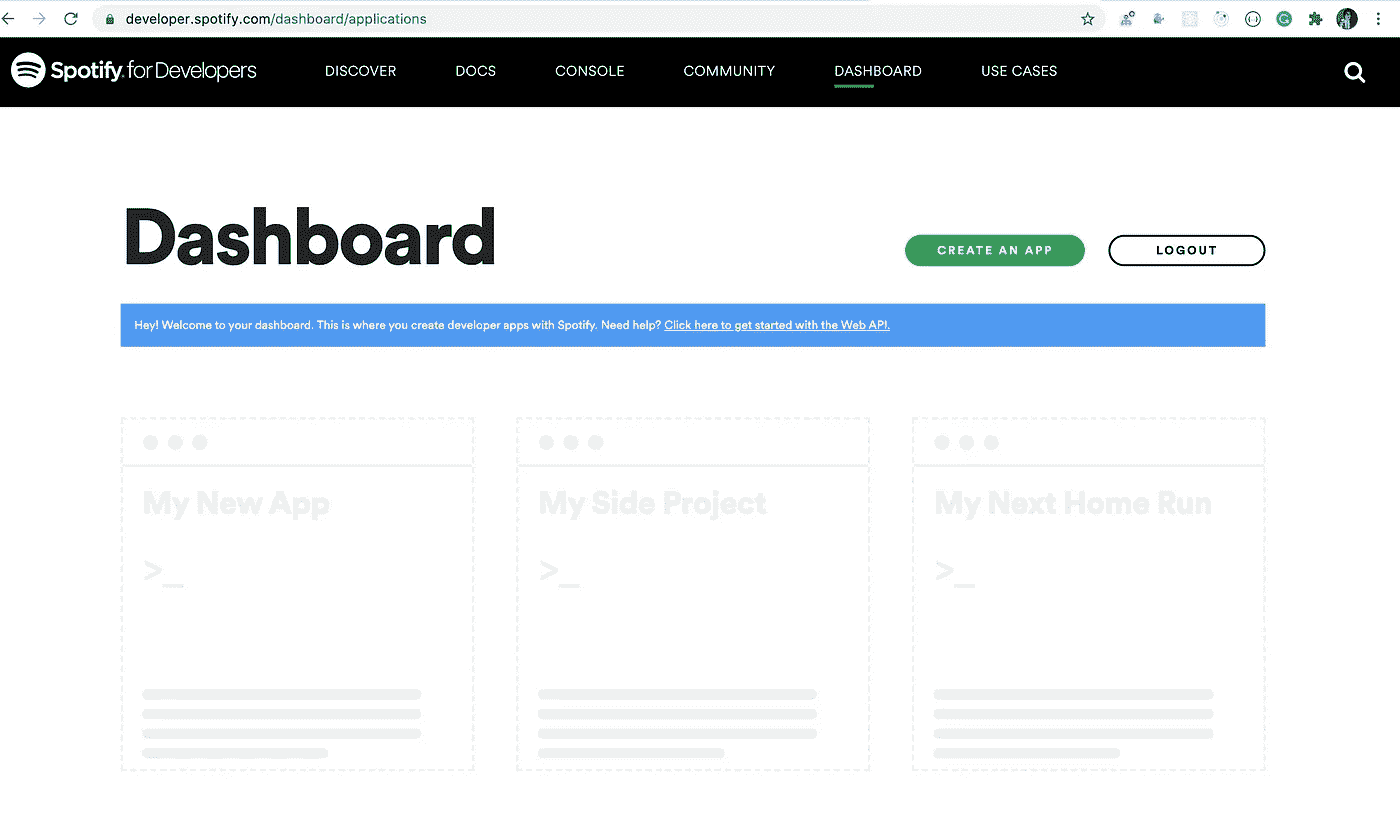 developer.spotify.com/dashboard/applications
Spotify for Developers DISCOVER DOCS CONSOLE COMMUNITY DASHBOARD USE CASES
Dashboard
CREATE AN APP LOGOUT
Hey! Welcome to your dashboard. This is where you create developer apps with Spotify. Need help? Click here to get started with the Web API.
My New App My Side Project My Next Home Run
>_ >_ >_